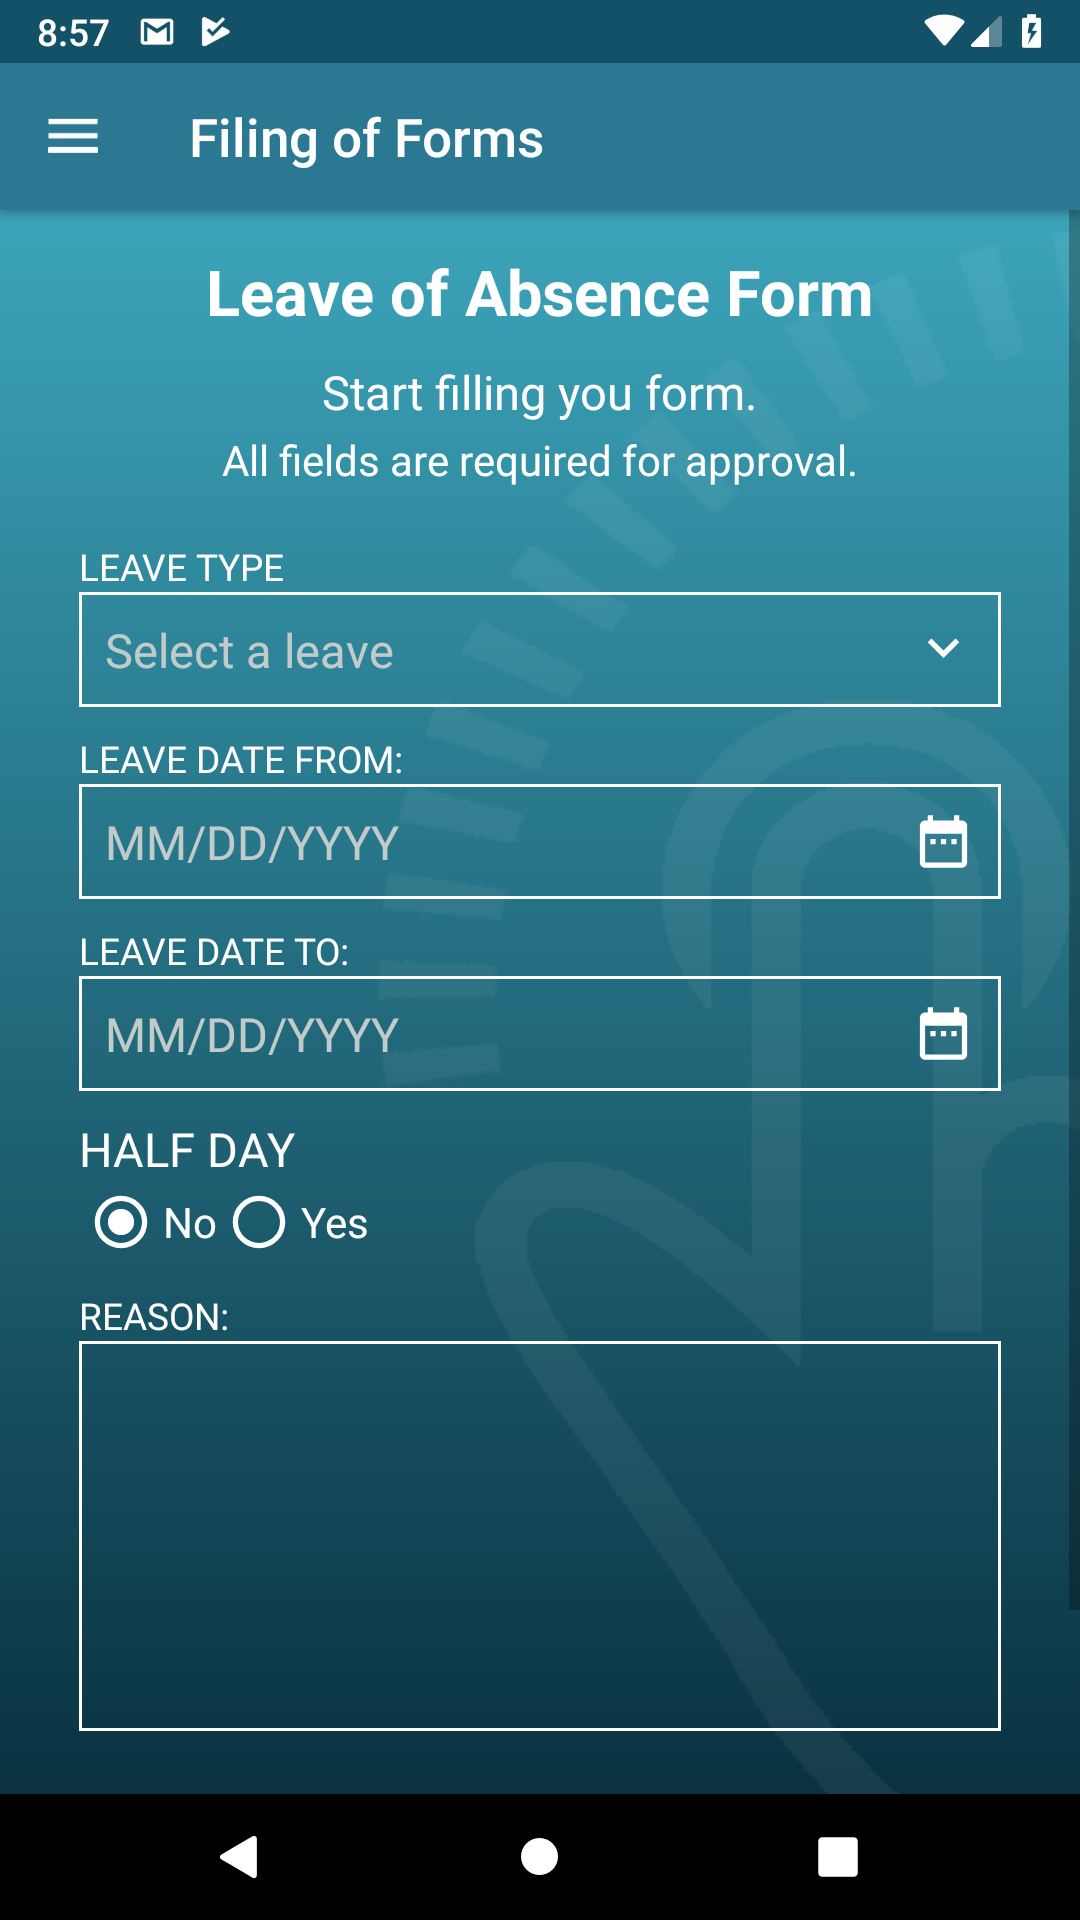 8:57
Filing of Forms
Leave of Absence Form
Start filling you form.
All fields are required for approval.
LEAVE TYPE
Select a leave
LEAVE DATE FROM:
MM/DD/YYYY
LEAVE DATE TO:
MM/DD/YYYY
HALF DAY
No Yes
REASON: